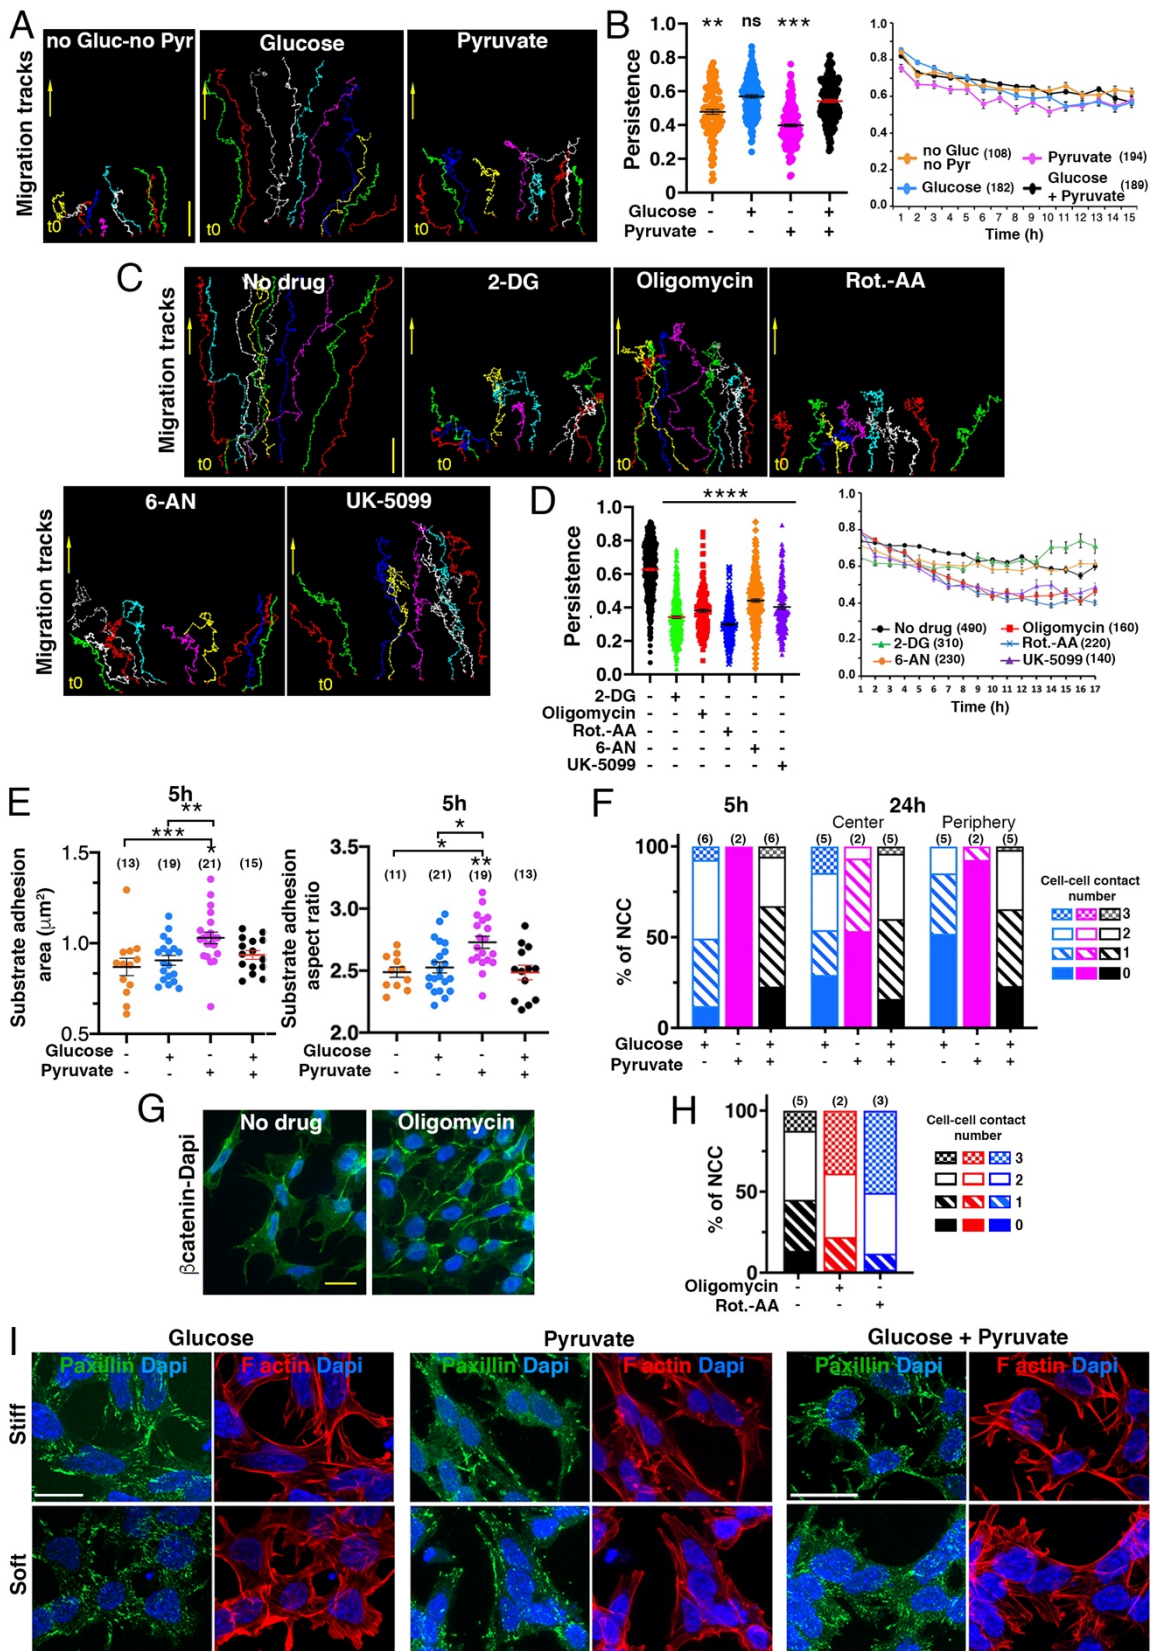 A
no Gluc-no Pyr
Glucose
Pyruvate
Migration tracks
t0
t0
t0
B
Persistence
** ns ***
1.0
0.8
0.6
0.4
0.2
0
Glucose - + - +
Pyruvate - - + +
1.0
0.8
0.6
0.4
0.2
0.0
no Gluc (108)
no Pyr
Glucose (182)
Pyruvate (194)
Glucose (189)
+ Pyruvate
1 2 3 4 5 6 7 8 9 10 11 12 13 14 15
Time (h)
C
No drug
2-DG
Oligomycin
Rot.-AA
Migration tracks
t0
t0
t0
t0
6-AN
UK-5099
Migration tracks
t0
t0
D
Persistence
****
1.0
0.8
0.6
0.4
0.2
0.0
2-DG - + - - - -
Oligomycin - - + - - -
Rot.-AA - - - + - -
6-AN - - - - + -
UK-5099 - - - - - +
1.0
0.8
0.6
0.4
0.2
0.0
No drug (490)
2-DG (310)
6-AN (230)
Oligomycin (160)
Rot.-AA (220)
UK-5099 (140)
1 2 3 4 5 6 7 8 9 10 11 12 13 14 15 16 17
Time (h)
E
5h
**
***
*
(13) (19) (21) (15)
Substrate adhesion
area (µm²)
1.5
1.0
0.5
Glucose - + - +
Pyruvate - - + +
5h
*
*
**
(11) (21) (19) (13)
Substrate adhesion
aspect ratio
3.5
3.0
2.5
2.0
Glucose - + - +
Pyruvate - - + +
F
5h
24h
Center
Periphery
(6) (2) (6) (5) (2) (5) (5) (2) (5)
% of NCC
100
50
0
Glucose + - + + - + + - +
Pyruvate - + + - + + - + +
Cell-cell contact
number
3
2
1
0
G
No drug
Oligomycin
βcatenin-Dapi
H
(5) (2) (3)
% of NCC
100
50
0
Oligomycin - + -
Rot.-AA - - +
Cell-cell contact
number
3
2
1
0
I
Glucose
Pyruvate
Glucose + Pyruvate
Paxillin Dapi
F actin Dapi
Paxillin Dapi
F actin Dapi
Paxillin Dapi
F actin Dapi
Stiff
Soft